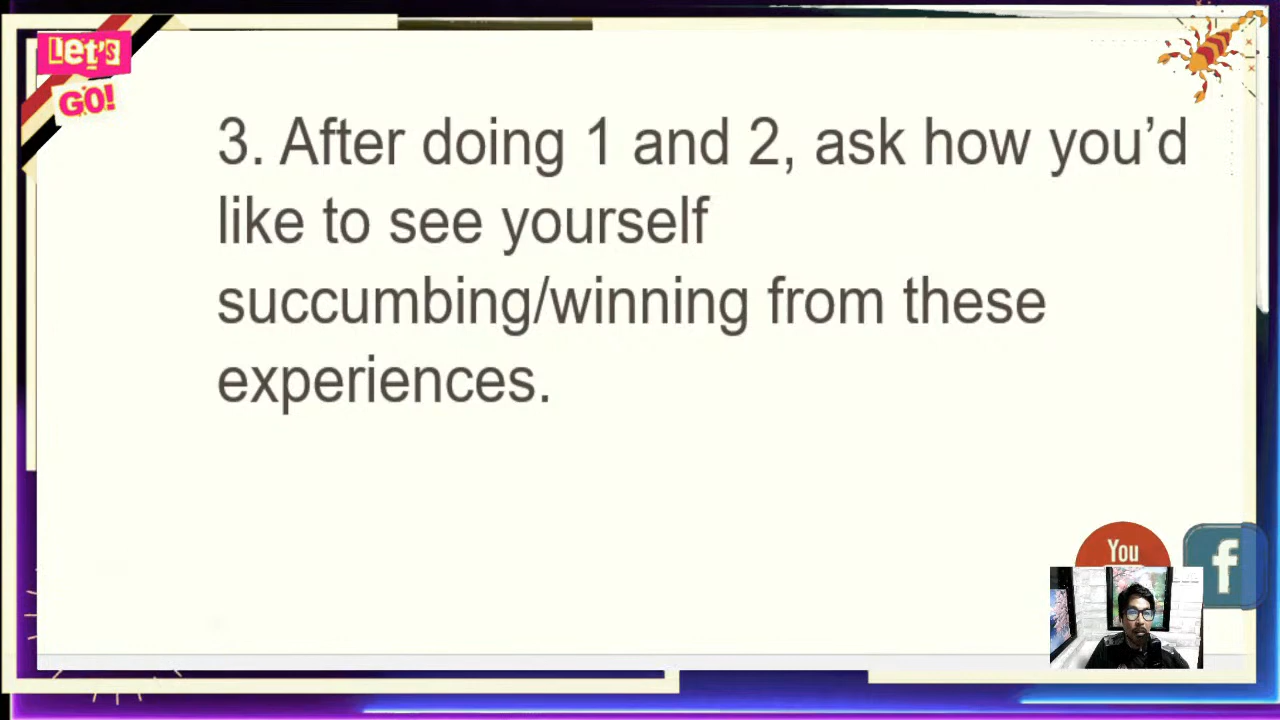 LET'S
GO!
3. After doing 1 and 2, ask how you’d
like to see yourself
succumbing/winning from these
experiences.
You
f